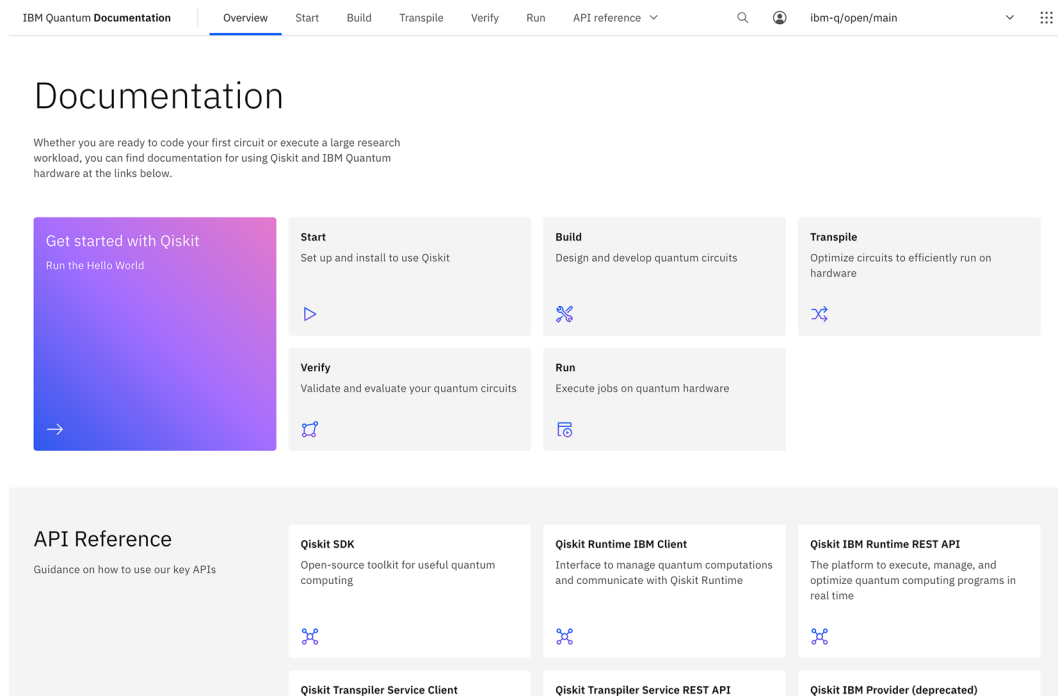 IBM Quantum Documentation
Overview
Start
Build
Transpile
Verify
Run
API reference
ibm-q/open/main
Documentation
Whether you are ready to code your first circuit or execute a large research
workload, you can find documentation for using Qiskit and IBM Quantum
hardware at the links below.
Get started with Qiskit
Run the Hello World
Start
Set up and install to use Qiskit
Build
Design and develop quantum circuits
Transpile
Optimize circuits to efficiently run on
hardware
Verify
Validate and evaluate your quantum circuits
Run
Execute jobs on quantum hardware
API Reference
Guidance on how to use our key APIs
Qiskit SDK
Open-source toolkit for useful quantum
computing
Qiskit Runtime IBM Client
Interface to manage quantum computations
and communicate with Qiskit Runtime
Qiskit IBM Runtime REST API
The platform to execute, manage, and
optimize quantum computing programs in
real time
Qiskit Transpiler Service Client
Qiskit Transpiler Service REST API
Qiskit IBM Provider (deprecated)